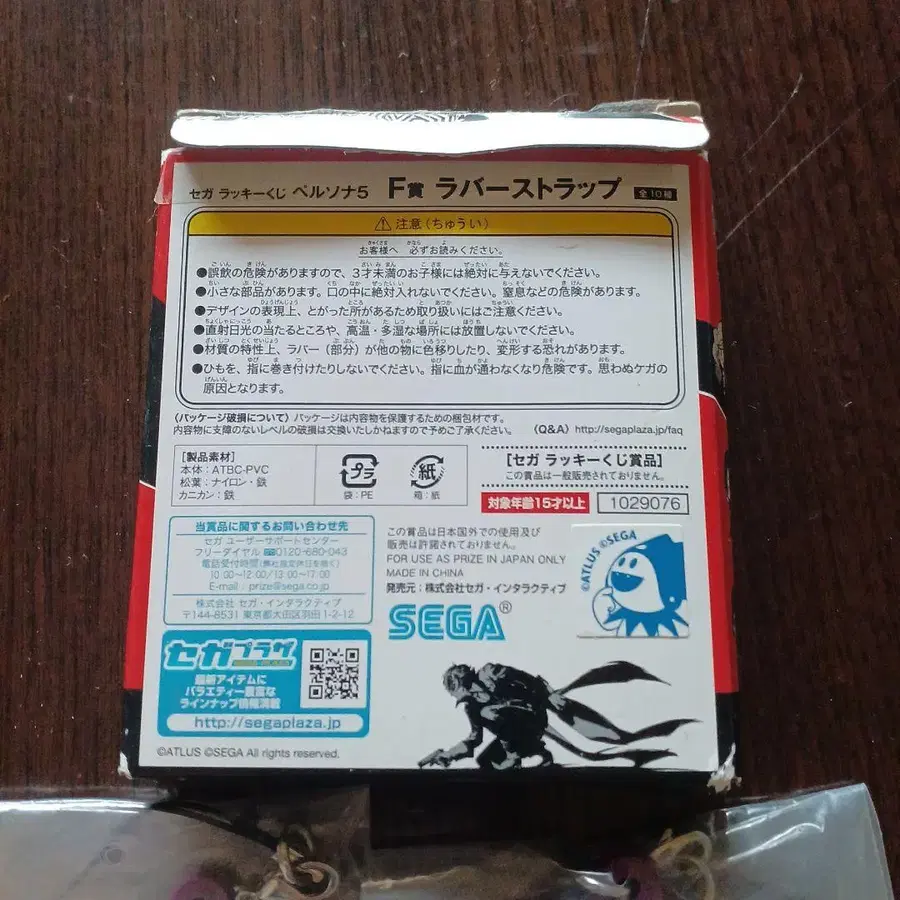 セガ ラッキーくじ ペルソナ5 F賞 ラバーストラップ 全10種
⚠注意(ちゅうい)
お客様へ 必ずお読みください。
●誤飲の危険がありますので、3才未満のお子様には絶対に与えないでください。
●小さな部品があります。口の中に絶対入れないでください。窒息などの危険があります。
●デザインの表現上、とがった所があるため取り扱いにはご注意ください。
●直射日光の当たるところや、高温・多湿な場所には放置しないでください。
●材質の特性上、ラバー(部分)が他の物に色移りしたり、変形する恐れがあります。
●ひもを、指に巻き付けたりしないでください。指に血が通わなくなり危険です。思わぬケガの
原因となります。
〈パッケージ破損について〉パッケージは内容物を保護するための梱包材です。
内容物に支障のないレベルの破損は交換いたしかねますので予めご了承ください。
〈Q&A〉http://segaplaza.jp/faq
[製品素材]
本体:ATBC-PVC
松葉:ナイロン・鉄
カニカン:鉄
プラ
袋:PE
紙
箱:紙
[セガ ラッキーくじ賞品]
この賞品は一般販売されておりません。
対象年齢15才以上
1029076
当賞品に関するお問い合わせ先
セガ ユーザーサポートセンター
フリーダイヤル 0120-680-043
電話受付時間(弊社指定休日を除く)
10:00~12:00/13:00~17:00
E-mail:prize@sega.co.jp
株式会社 セガ・インタラクティブ
〒144-8531 東京都大田区羽田1-2-12
この賞品は日本国外での使用及び
販売は許諾されておりません。
FOR USE AS PRIZE IN JAPAN ONLY
MADE IN CHINA
発売元:株式会社セガ・インタラクティブ
SEGA®
©ATLUS ©SEGA
セガプラザ
最新アイテムに
バラエティー豊富な
ラインナップ情報満載
http://segaplaza.jp
©ATLUS ©SEGA All rights reserved.